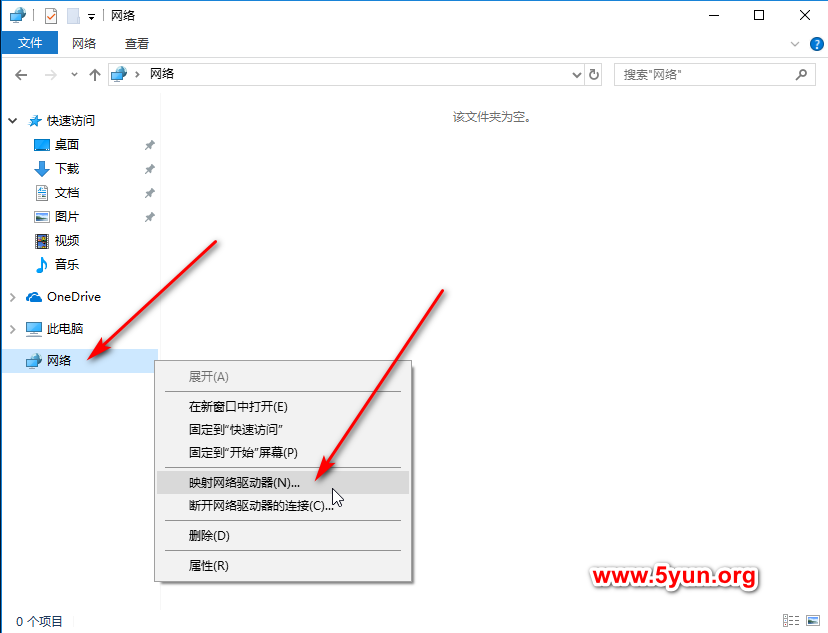 网络
文件 网络 查看
网络 搜索"网络"
该文件夹为空。
快速访问
桌面
下载
文档
图片
视频
音乐
OneDrive
此电脑
网络
展开(A)
在新窗口中打开(E)
固定到"快速访问"
固定到"开始"屏幕(P)
映射网络驱动器(N)...
断开网络驱动器的连接(C)...
删除(D)
属性(R)
www.5yun.org
0 个项目